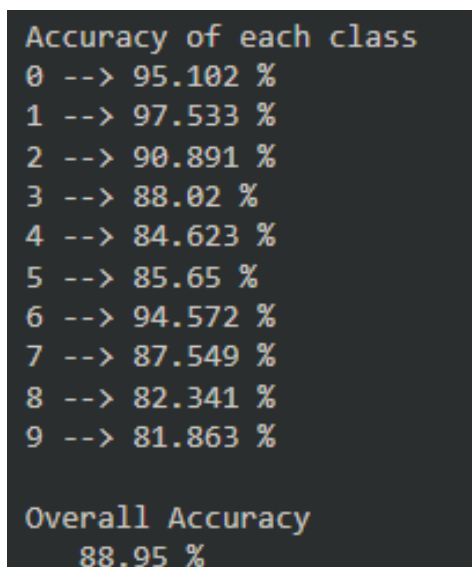 Accuracy of each class
0 --> 95.102 %
1 --> 97.533 %
2 --> 90.891 %
3 --> 88.02 %
4 --> 84.623 %
5 --> 85.65 %
6 --> 94.572 %
7 --> 87.549 %
8 --> 82.341 %
9 --> 81.863 %
Overall Accuracy
88.95 %